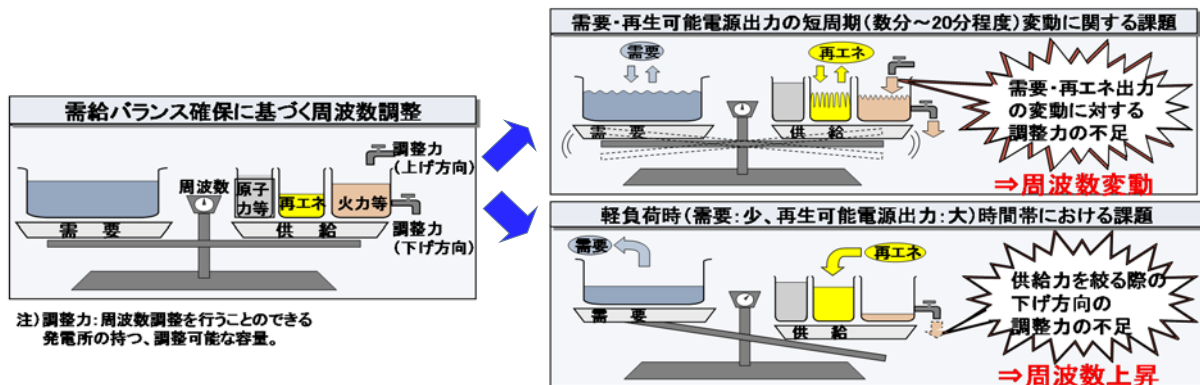 需給バランス確保に基づく周波数調整
調整力
(上げ方向)
周波数
原子
力等
再エネ
火力等
調整力
(下げ方向)
需 要
供 給
注)調整力:周波数調整を行うことのできる
発電所の持つ、調整可能な容量。
需要・再生可能電源出力の短周期(数分~20分程度)変動に関する課題
需要
再エネ
需 要
供 給
需要・再エネ出力
の変動に対する
調整力の不足
⇒周波数変動
軽負荷時(需要:少、再生可能電源出力:大)時間帯における課題
需要
再エネ
需 要
供 給
供給力を絞る際の
下げ方向の
調整力の不足
⇒周波数上昇